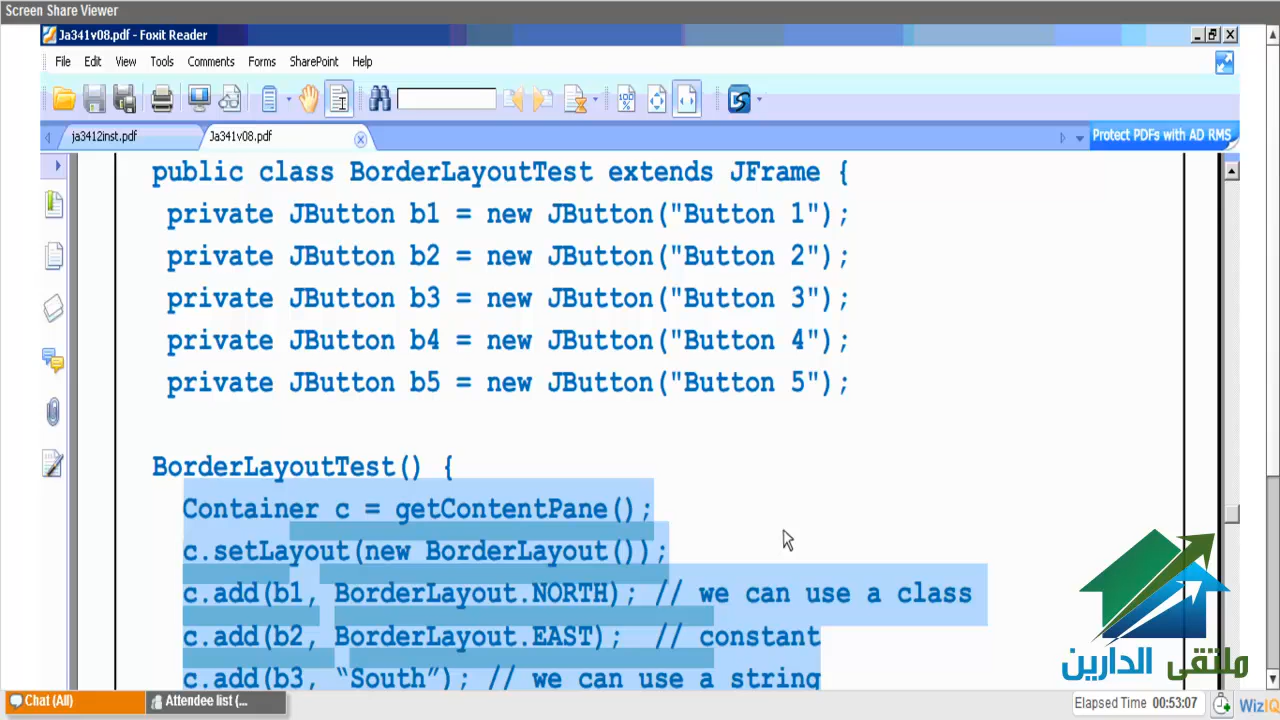 Screen Share Viewer
Ja341v08.pdf - Foxit Reader
File Edit View Tools Comments Forms SharePoint Help
100 %
ja3412inst.pdf Ja341v08.pdf Protect PDFs with AD RMS
public class BorderLayoutTest extends JFrame {
private JButton b1 = new JButton("Button 1");
private JButton b2 = new JButton("Button 2");
private JButton b3 = new JButton("Button 3");
private JButton b4 = new JButton("Button 4");
private JButton b5 = new JButton("Button 5");
BorderLayoutTest() {
Container c = getContentPane();
c.setLayout(new BorderLayout());
c.add(b1, BorderLayout.NORTH); // we can use a class
c.add(b2, BorderLayout.EAST); // constant
c.add(b3, “South”); // we can use a string
ملتقى الدارين
Chat (All) Attendee list (... Elapsed Time 00:53:07 WizIQ